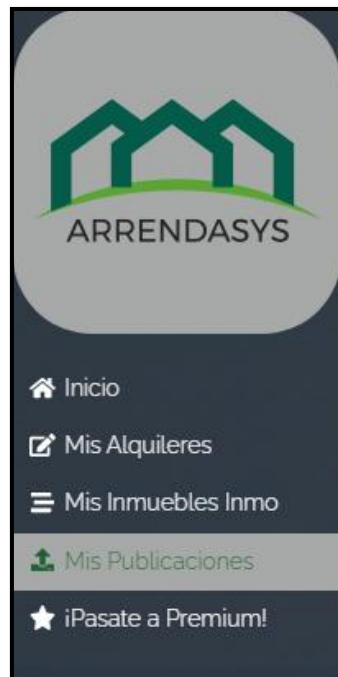 ARRENDASYS
Inicio
Mis Alquileres
Mis Inmuebles Inmo
Mis Publicaciones
¡Pasate a Premium!